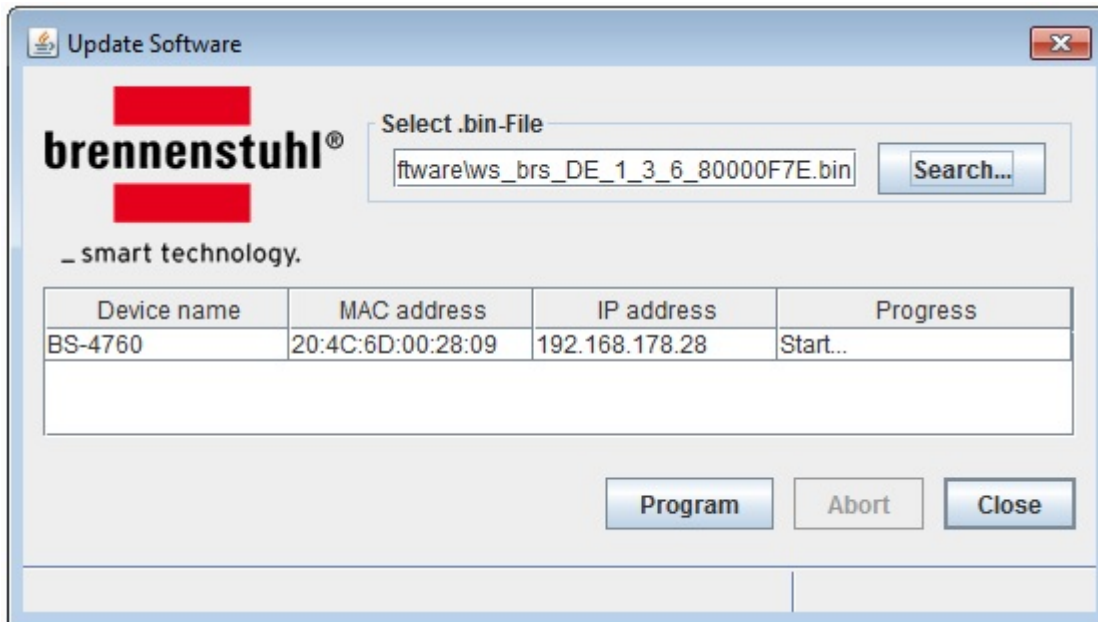 Update Software
brennenstuhl®
_ smart technology.
Select .bin-File
ftware\ws_brs_DE_1_3_6_80000F7E.bin
Search...
Device name MAC address IP address Progress
BS-4760 20:4C:6D:00:28:09 192.168.178.28 Start...
Program Abort Close